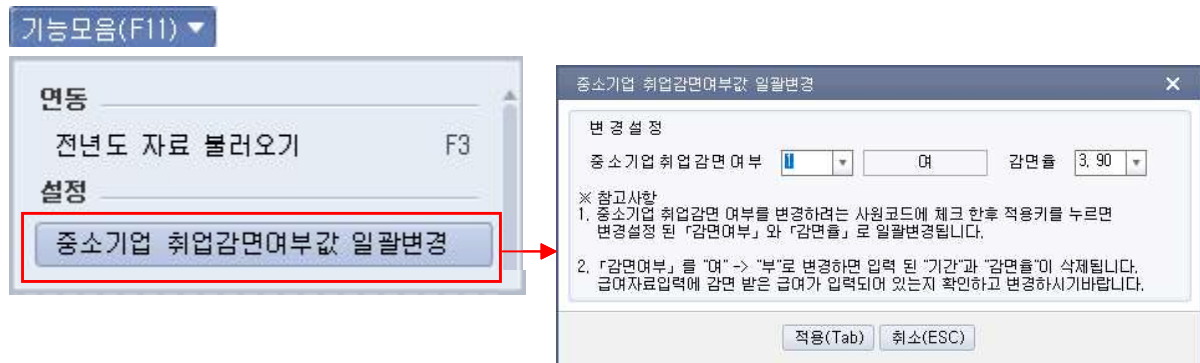 기능모음(F11) ▼
연동
전년도 자료 불러오기 F3
설정
중소기업 취업감면여부값 일괄변경
중소기업 취업감면여부값 일괄변경 ×
변경설정
중소기업취업감면여부 1 여 감면율 3, 90
※ 참고사항
1. 중소기업 취업감면 여부를 변경하려는 사원코드에 체크 한후 적용키를 누르면
변경설정 된 「감면여부」 와 「감면율」 로 일괄변경됩니다.
2. 「감면여부」 를 "여" -> "부"로 변경하면 입력 된 "기간"과 "감면율"이 삭제됩니다.
급여자료입력에 감면 받은 급여가 입력되어 있는지 확인하고 변경하시기바랍니다.
적용(Tab) 취소(ESC)